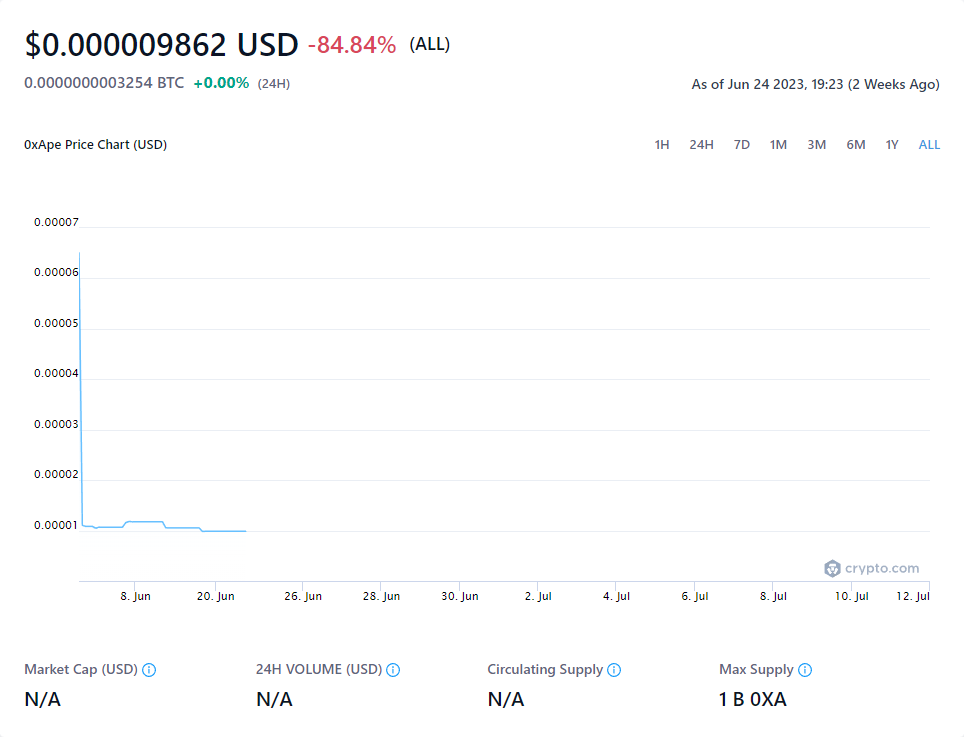 $0.000009862 USD -84.84% (ALL)
0.0000000003254 BTC +0.00% (24H)
As of Jun 24 2023, 19:23 (2 Weeks Ago)
0xApe Price Chart (USD)
1H 24H 7D 1M 3M 6M 1Y ALL
0.00007
0.00006
0.00005
0.00004
0.00003
0.00002
0.00001
crypto.com
8. Jun 20. Jun 26. Jun 28. Jun 30. Jun 2. Jul 4. Jul 6. Jul 8. Jul 10. Jul 12. Jul
Market Cap (USD) 24H VOLUME (USD) Circulating Supply Max Supply
N/A N/A N/A 1 B 0XA